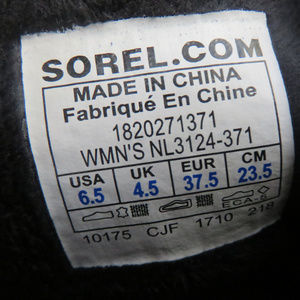 SOREL.COM
MADE IN CHINA
Fabriqué En Chine
1820271371
WMN'S NL3124-371
USA UK EUR CM
6.5 4.5 37.5 23.5
10175 CJF 1710 218